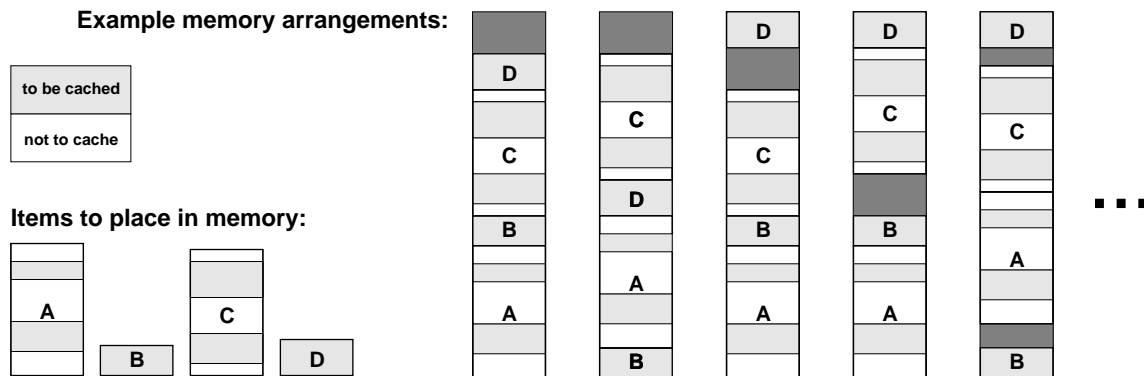 Example memory arrangements:
to be cached
not to cache
Items to place in memory:
A
B
C
D
D
C
B
A
C
D
A
B
D
C
B
A
D
C
B
A
D
C
A
B
...